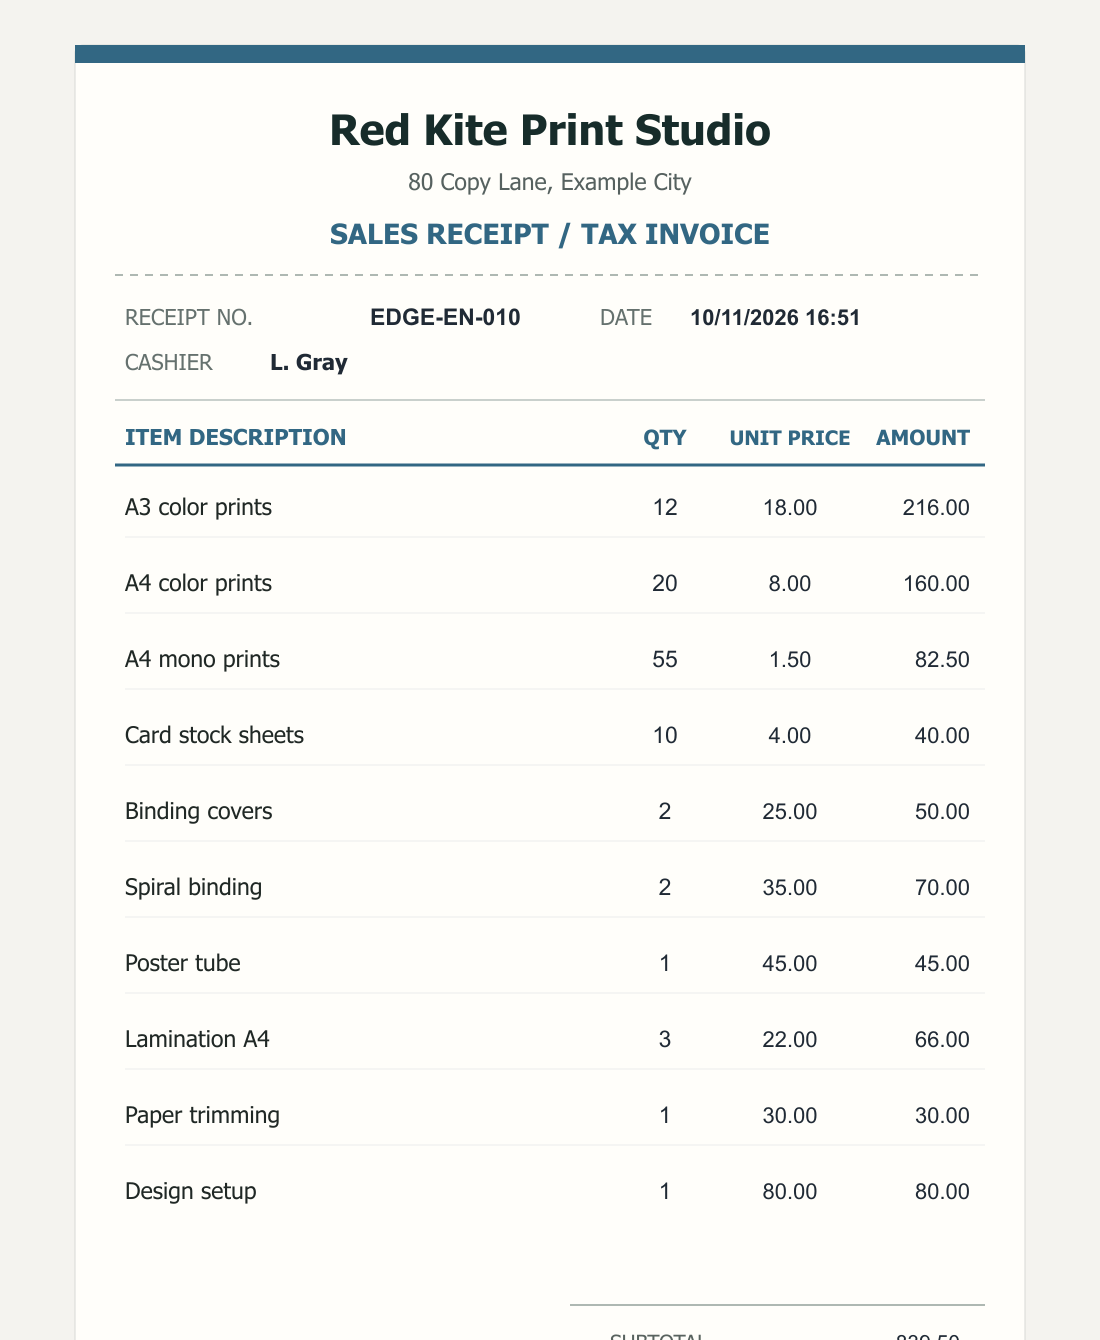 Red Kite Print Studio
80 Copy Lane, Example City
SALES RECEIPT / TAX INVOICE
RECEIPT NO. EDGE-EN-010 DATE 10/11/2026 16:51
CASHIER L. Gray
ITEM DESCRIPTION QTY UNIT PRICE AMOUNT
A3 color prints 12 18.00 216.00
A4 color prints 20 8.00 160.00
A4 mono prints 55 1.50 82.50
Card stock sheets 10 4.00 40.00
Binding covers 2 25.00 50.00
Spiral binding 2 35.00 70.00
Poster tube 1 45.00 45.00
Lamination A4 3 22.00 66.00
Paper trimming 1 30.00 30.00
Design setup 1 80.00 80.00
SUBTOTAL